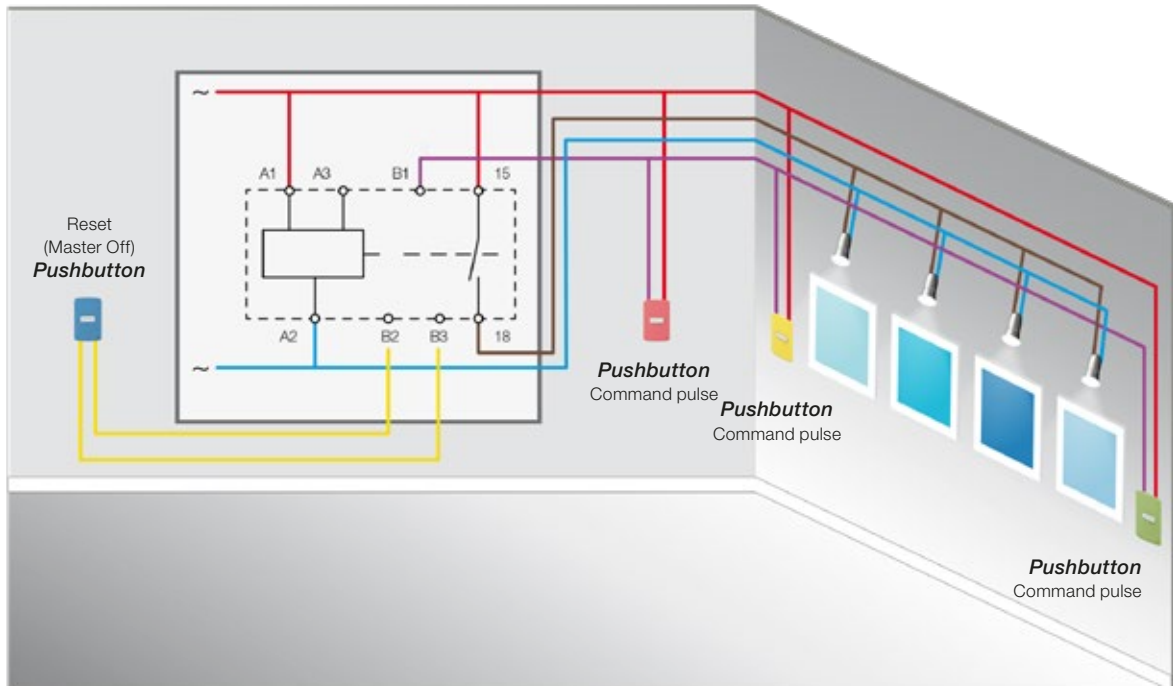 ~
A1
A3
B1
15
Reset
(Master Off)
Pushbutton
A2
B2
B3
18
~
Pushbutton
Command pulse
Pushbutton
Command pulse
Pushbutton
Command pulse